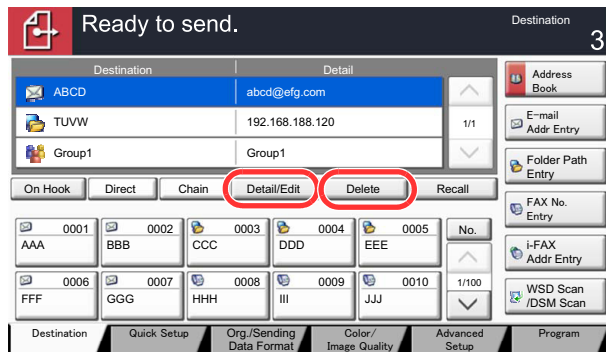 Ready to send.
Destination
3
Destination Detail
ABCD abcd@efg.com
TUVW 192.168.188.120
1/1
Group1 Group1
On Hook Direct Chain Detail/Edit Delete Recall
0001 0002 0003 0004 0005 No.
AAA BBB CCC DDD EEE
0006 0007 0008 0009 0010 1/100
FFF GGG HHH III JJJ
Address
Book
E-mail
Addr Entry
Folder Path
Entry
FAX No.
Entry
i-FAX
Addr Entry
WSD Scan
/DSM Scan
Destination
Quick Setup
Org./Sending
Data Format
Color/
Image Quality
Advanced
Setup
Program